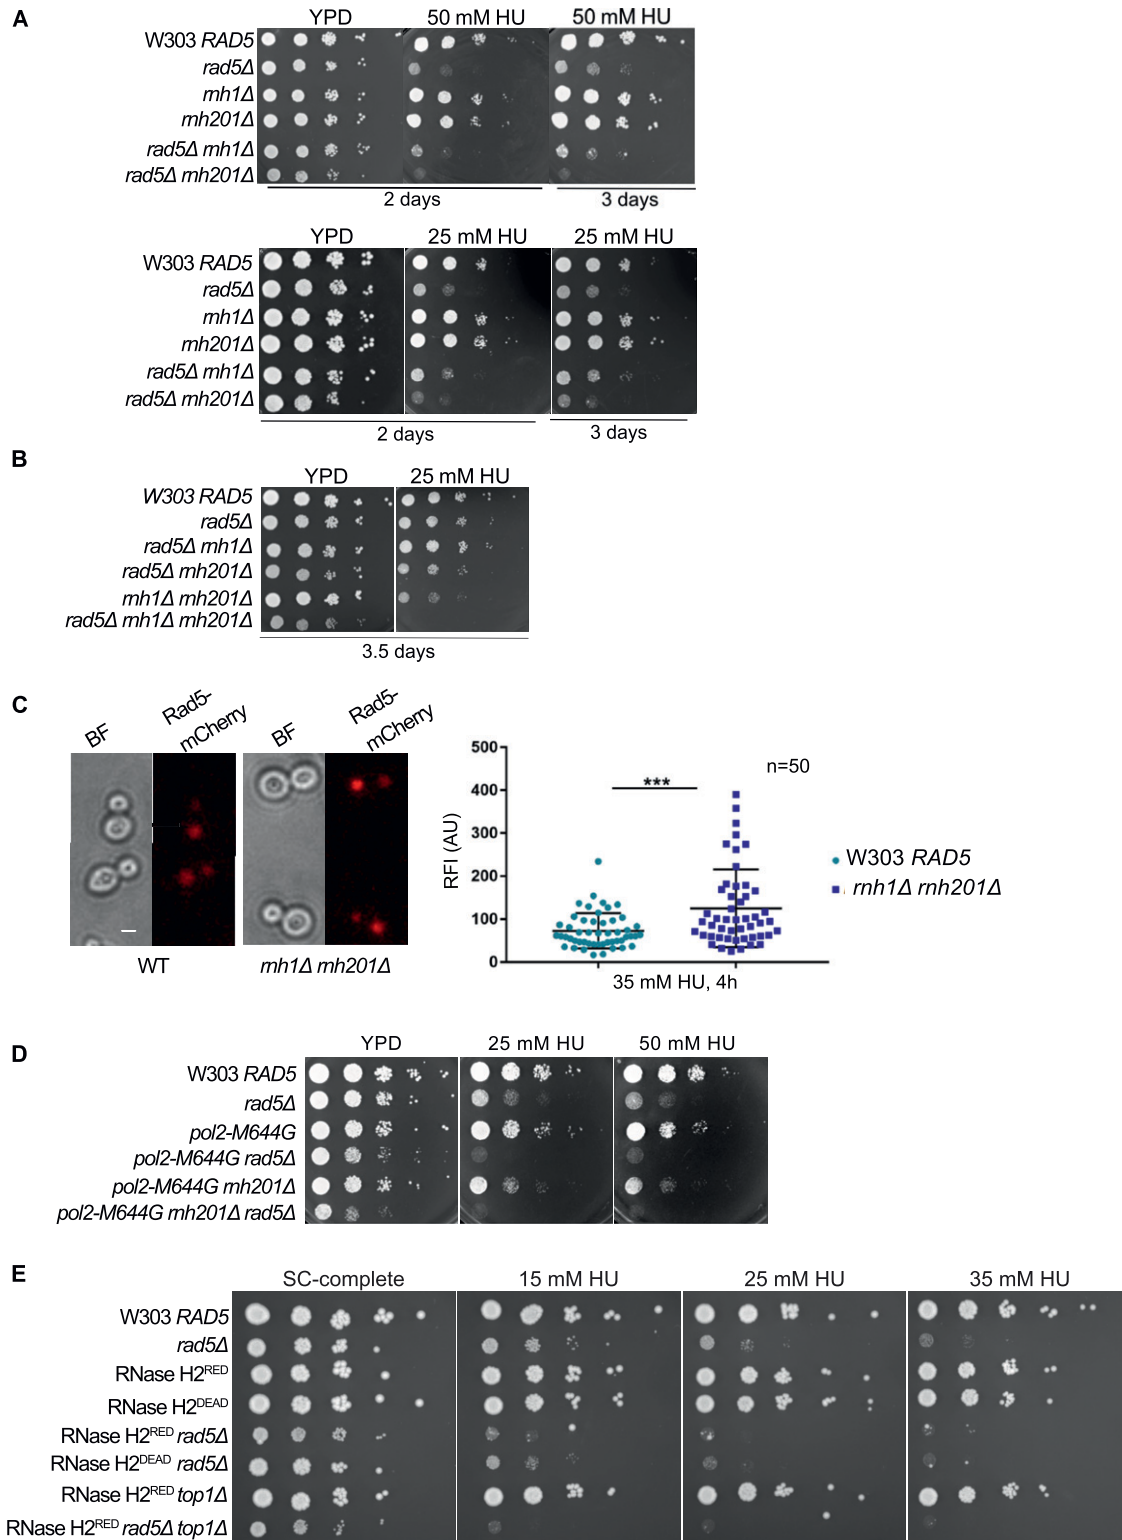 A
YPD 50 mM HU 50 mM HU
W303 RAD5
rad5Δ
rnh1Δ
rnh201Δ
rad5Δ rnh1Δ
rad5Δ rnh201Δ
2 days 3 days
YPD 25 mM HU 25 mM HU
W303 RAD5
rad5Δ
rnh1Δ
rnh201Δ
rad5Δ rnh1Δ
rad5Δ rnh201Δ
2 days 3 days
B
YPD 25 mM HU
W303 RAD5
rad5Δ
rad5Δ rnh1Δ
rad5Δ rnh201Δ
rnh1Δ rnh201Δ
rad5Δ rnh1Δ rnh201Δ
3.5 days
C
BF Rad5-mCherry BF Rad5-mCherry
WT rnh1Δ rnh201Δ
500
400
300
200
100
0
RFI (AU)
***
n=50
W303 RAD5
rnh1Δ rnh201Δ
35 mM HU, 4h
D
YPD 25 mM HU 50 mM HU
W303 RAD5
rad5Δ
pol2-M644G
pol2-M644G rad5Δ
pol2-M644G rnh201Δ
pol2-M644G rnh201Δ rad5Δ
E
SC-complete 15 mM HU 25 mM HU 35 mM HU
W303 RAD5
rad5Δ
RNase H2RED
RNase H2DEAD
RNase H2RED rad5Δ
RNase H2DEAD rad5Δ
RNase H2RED top1Δ
RNase H2RED rad5Δ top1Δ